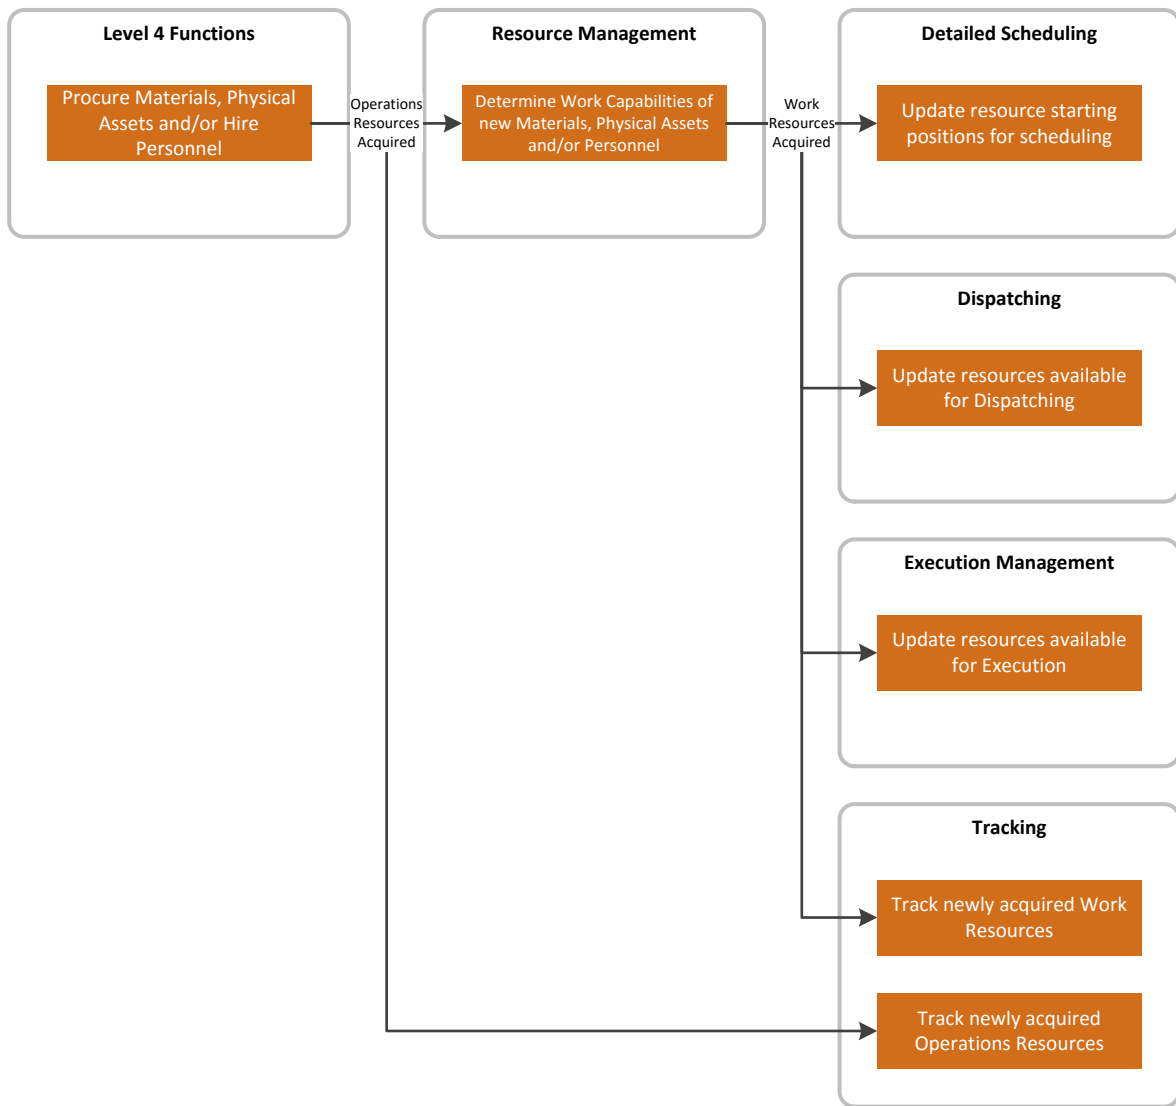 Level 4 Functions
Procure Materials, Physical
Assets and/or Hire
Personnel
Operations
Resources
Acquired
Resource Management
Determine Work Capabilities of
new Materials, Physical Assets
and/or Personnel
Work
Resources
Acquired
Detailed Scheduling
Update resource starting
positions for scheduling
Dispatching
Update resources available
for Dispatching
Execution Management
Update resources available
for Execution
Tracking
Track newly acquired Work
Resources
Track newly acquired
Operations Resources